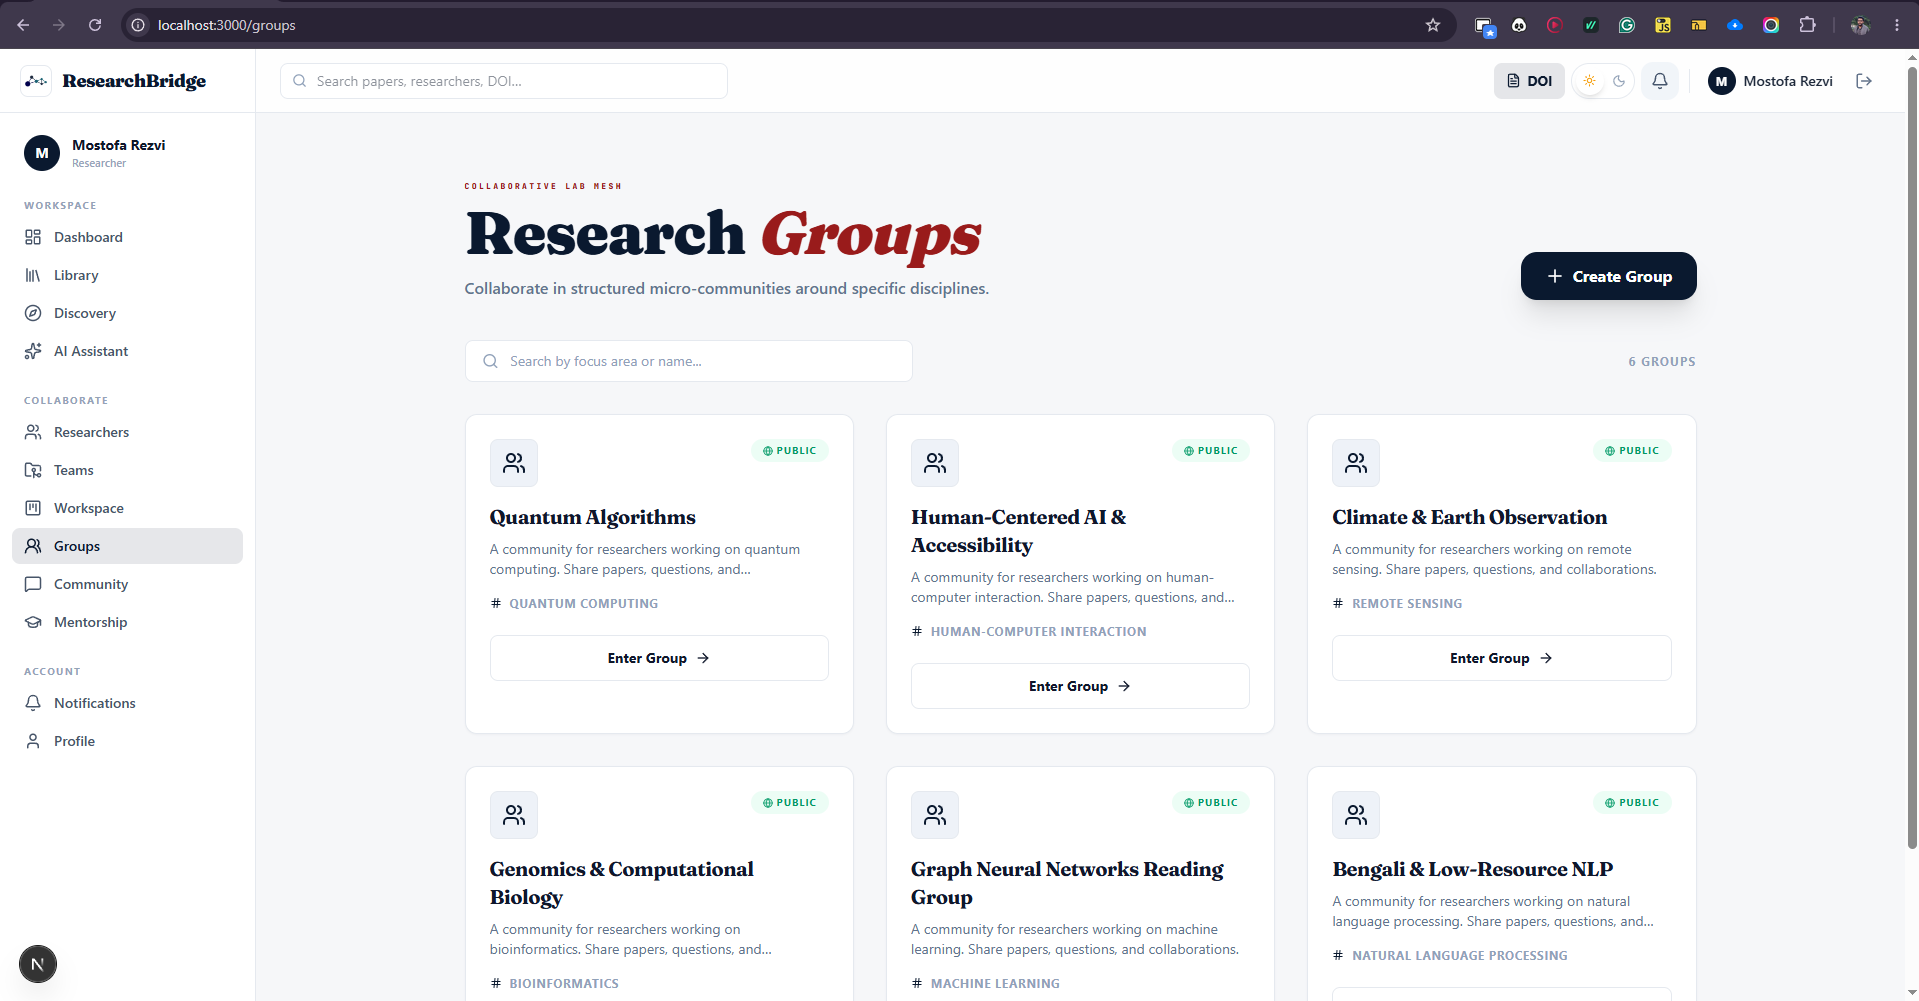 localhost:3000/groups
ResearchBridge
Search papers, researchers, DOI...
DOI
M
Mostofa Rezvi
M
Mostofa Rezvi
Researcher
WORKSPACE
Dashboard
Library
Discovery
AI Assistant
COLLABORATE
Researchers
Teams
Workspace
Groups
Community
Mentorship
ACCOUNT
Notifications
Profile
N
COLLABORATIVE LAB MESH
Research Groups
Collaborate in structured micro-communities around specific disciplines.
Create Group
Search by focus area or name...
6 GROUPS
PUBLIC
Quantum Algorithms
A community for researchers working on quantum
computing. Share papers, questions, and...
# QUANTUM COMPUTING
Enter Group →
PUBLIC
Human-Centered AI &
Accessibility
A community for researchers working on human-
computer interaction. Share papers, questions, and...
# HUMAN-COMPUTER INTERACTION
Enter Group →
PUBLIC
Climate & Earth Observation
A community for researchers working on remote
sensing. Share papers, questions, and collaborations.
# REMOTE SENSING
Enter Group →
PUBLIC
Genomics & Computational
Biology
A community for researchers working on
bioinformatics. Share papers, questions, and...
# BIOINFORMATICS
PUBLIC
Graph Neural Networks Reading
Group
A community for researchers working on machine
learning. Share papers, questions, and collaborations.
# MACHINE LEARNING
PUBLIC
Bengali & Low-Resource NLP
A community for researchers working on natural
language processing. Share papers, questions, and...
# NATURAL LANGUAGE PROCESSING